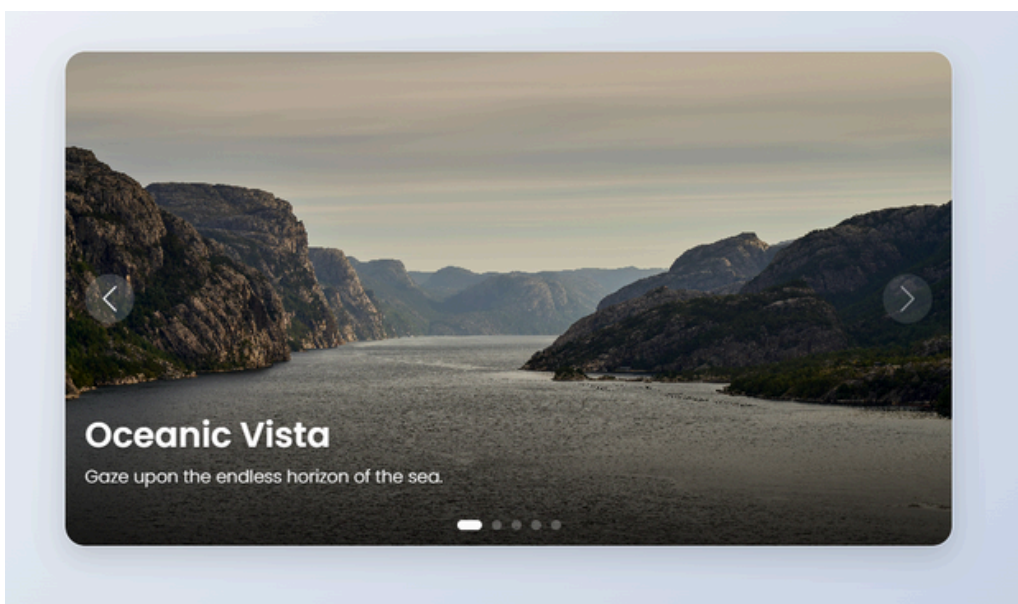 Oceanic Vista
Gaze upon the endless horizon of the sea.